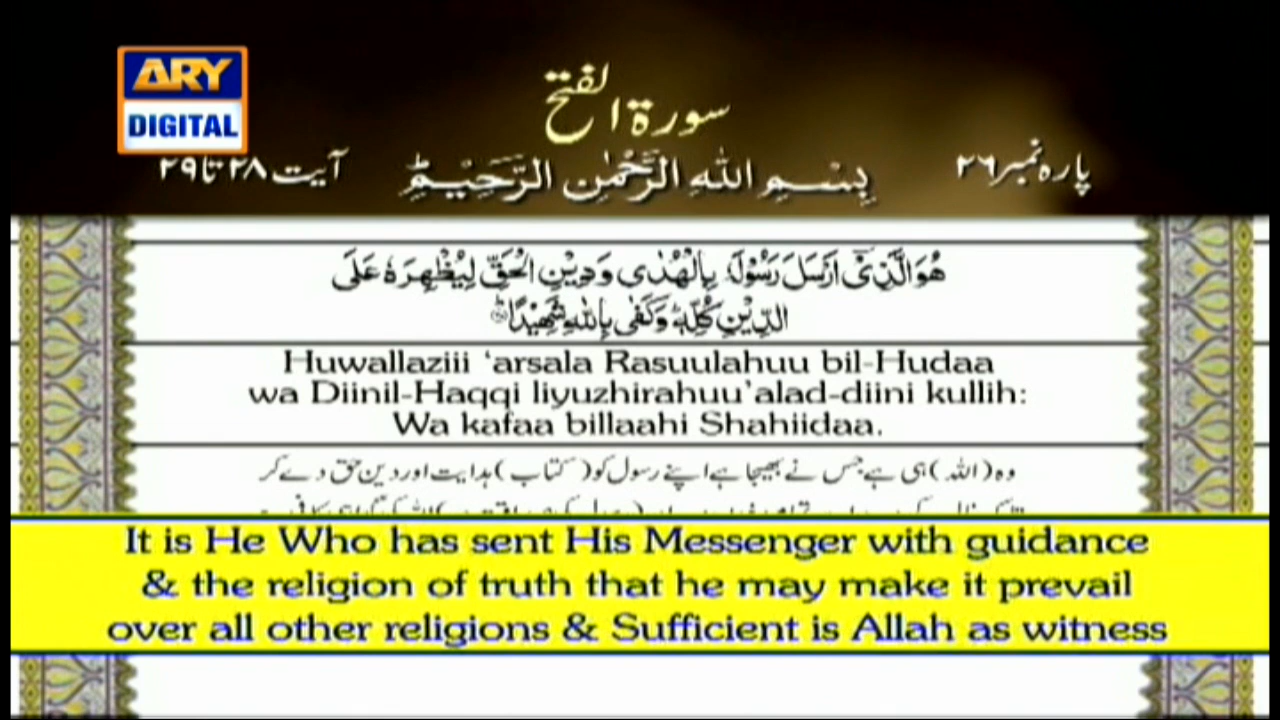 ARY
DIGITAL
سورة الفتح
پارہ نمبر ۲۶
بِسْمِ اللهِ الرَّحْمٰنِ الرَّحِيْمِ
آیت ۲۸ تا ۲۹
هُوَ الَّذِيْٓ اَرْسَلَ رَسُوْلَهٗ بِالْهُدٰى وَدِيْنِ الْحَقِّ لِيُظْهِرَهٗ عَلَى
الدِّيْنِ كُلِّهٖ ؕ وَكَفٰى بِاللهِ شَهِيْدًا ؕ
Huwallaziii ‘arsala Rasuulahuu bil-Hudaa
wa Diinil-Haqqi liyuzhirahuu’alad-diini kullih:
Wa kafaa billaahi Shahiidaa.
وہ (اللہ) ہی ہے جس نے بھیجا ہے اپنے رسول کو (کتاب) ہدایت اور دین حق دے کر
It is He Who has sent His Messenger with guidance
& the religion of truth that he may make it prevail
over all other religions & Sufficient is Allah as witness